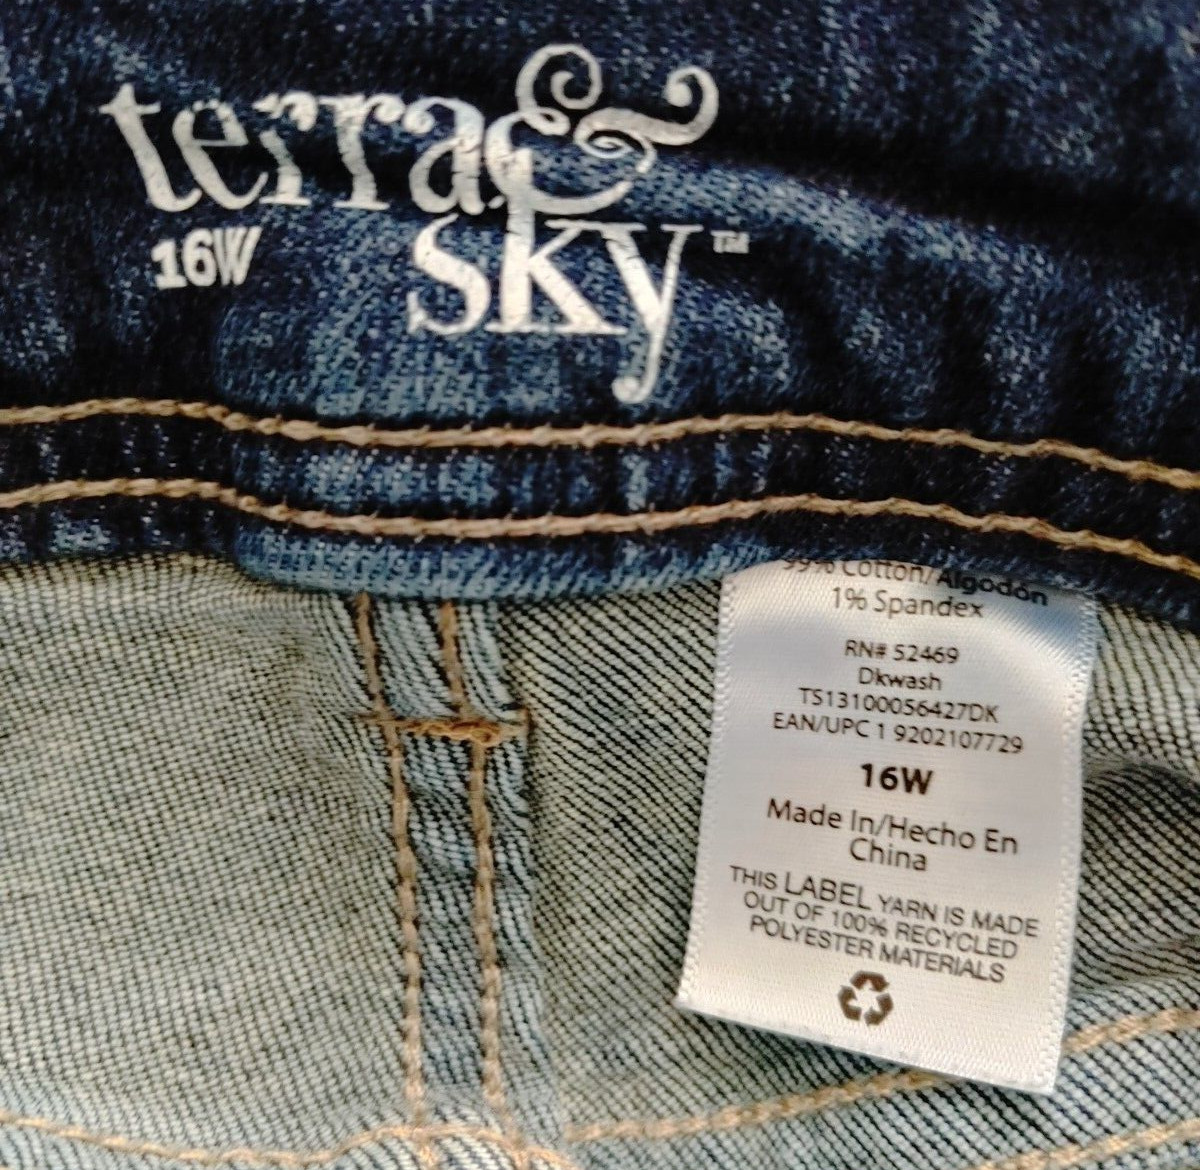 terra &
sky™
16W
99% Cotton/Algodón
1% Spandex
RN# 52469
Dkwash
TS13100056427DK
EAN/UPC 1 9202107729
16W
Made In/Hecho En
China
THIS LABEL YARN IS MADE
OUT OF 100% RECYCLED
POLYESTER MATERIALS